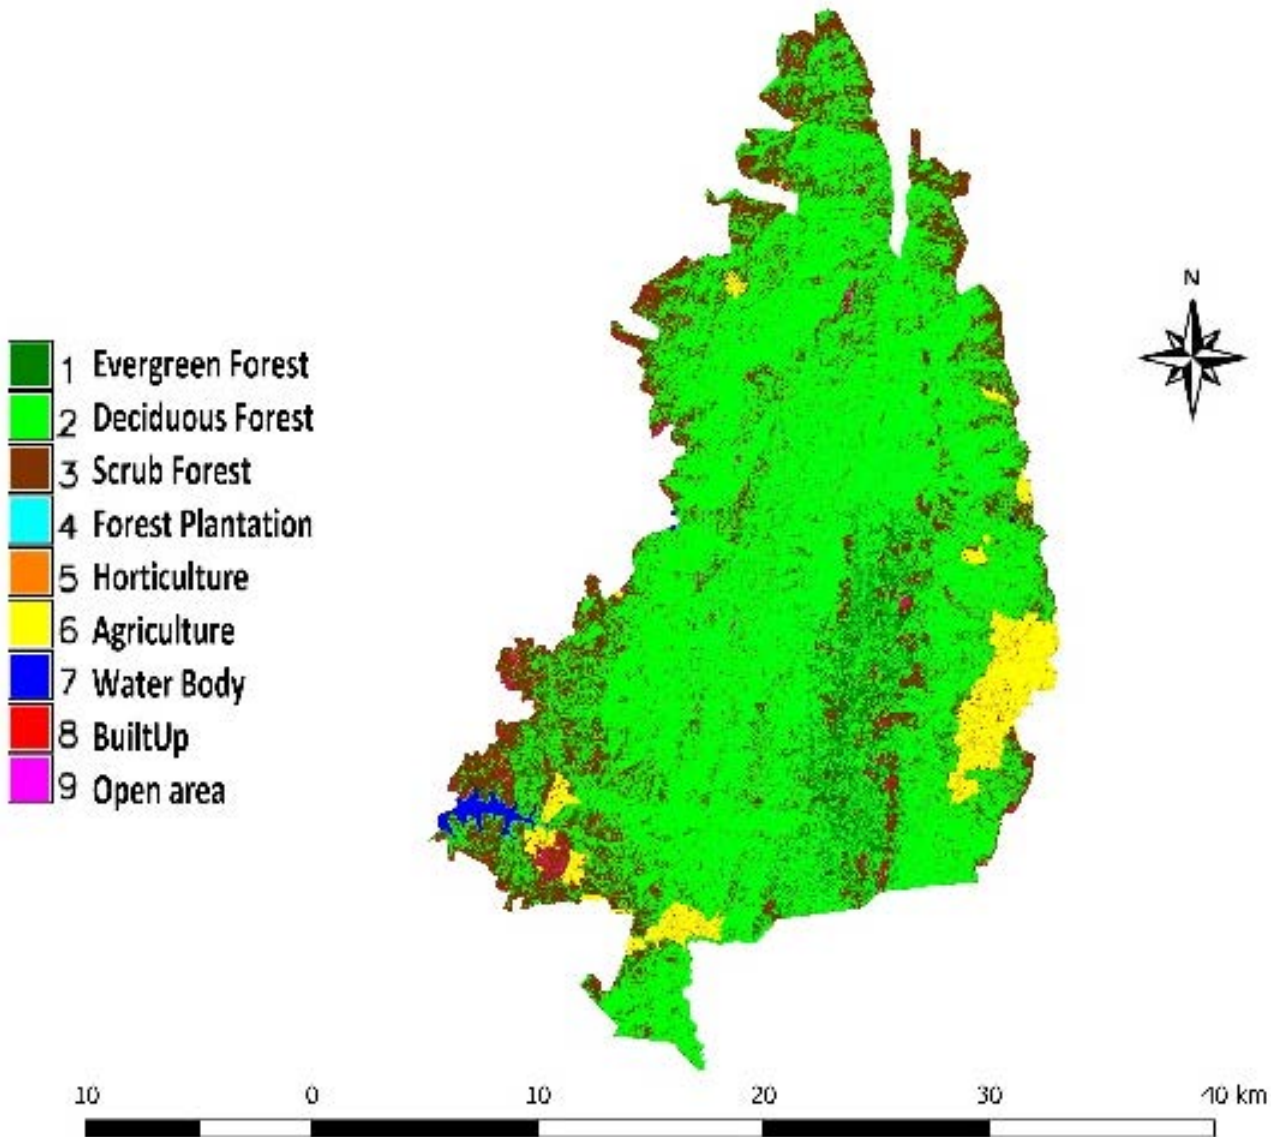 N
1 Evergreen Forest
2 Deciduous Forest
3 Scrub Forest
4 Forest Plantation
5 Horticulture
6 Agriculture
7 Water Body
8 BuiltUp
9 Open area
10 0 10 20 30 40 km